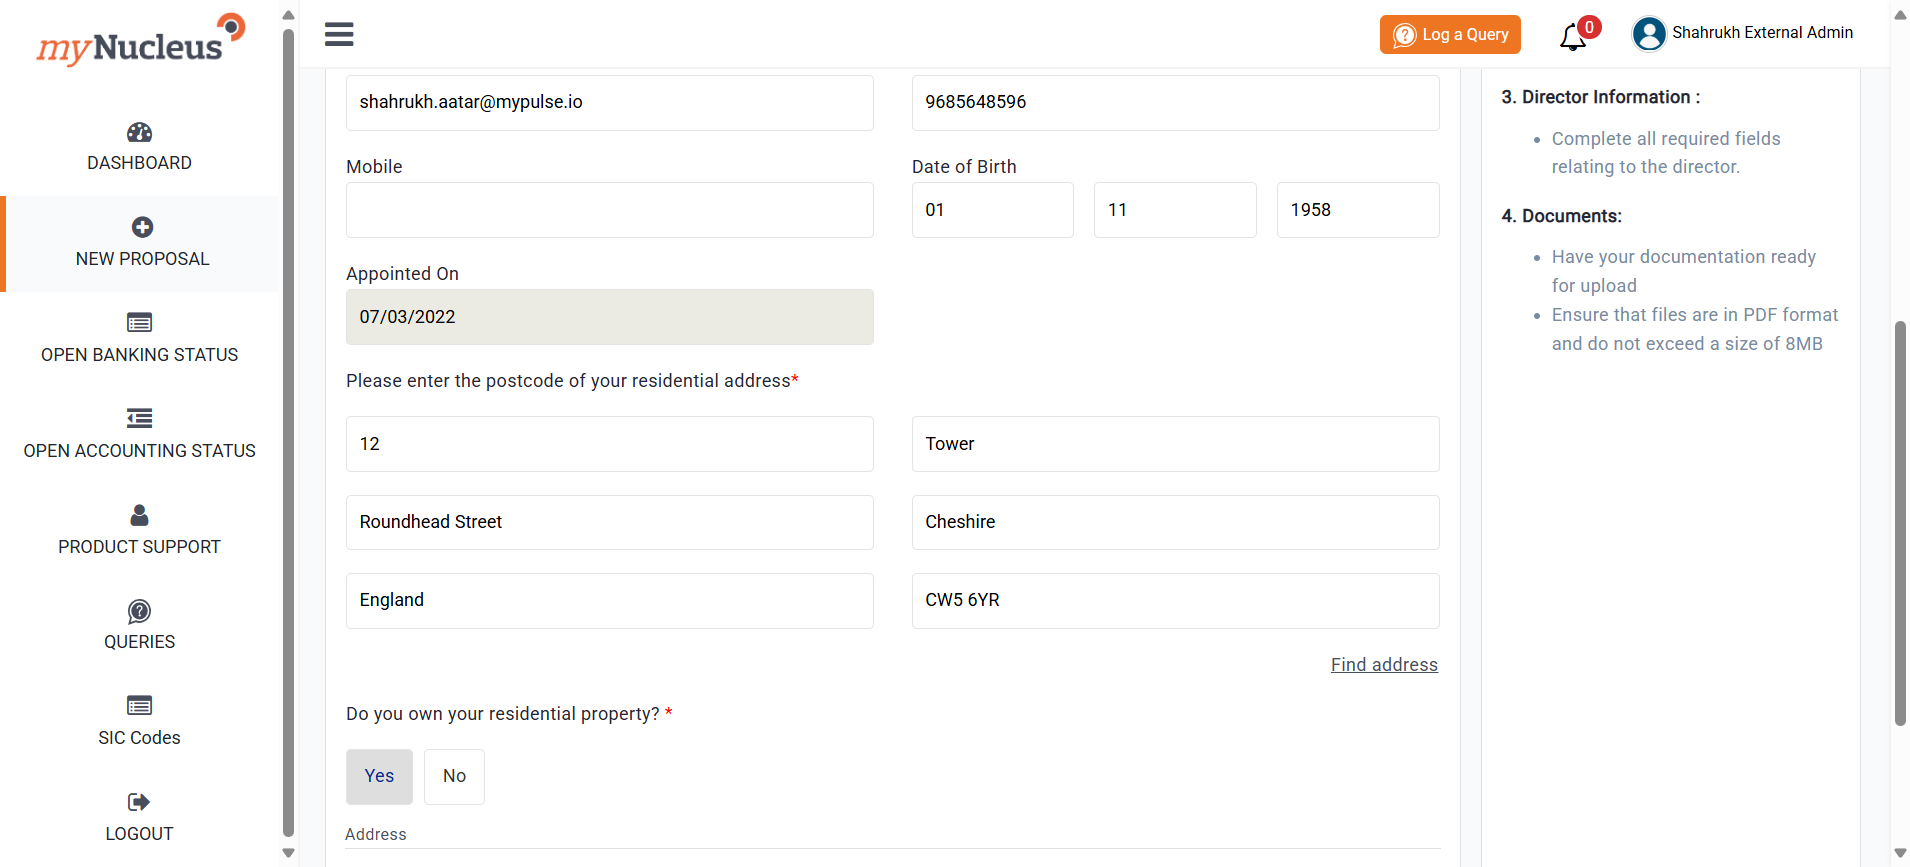 myNucleus
DASHBOARD
NEW PROPOSAL
OPEN BANKING STATUS
OPEN ACCOUNTING STATUS
PRODUCT SUPPORT
QUERIES
SIC Codes
LOGOUT
Log a Query
0
Shahrukh External Admin
shahrukh.aatar@mypulse.io
9685648596
Mobile
Date of Birth
01
11
1958
Appointed On
07/03/2022
Please enter the postcode of your residential address*
12
Tower
Roundhead Street
Cheshire
England
CW5 6YR
Find address
Do you own your residential property? *
Yes
No
Address
3. Director Information :
• Complete all required fields
relating to the director.
4. Documents:
• Have your documentation ready
for upload
• Ensure that files are in PDF format
and do not exceed a size of 8MB